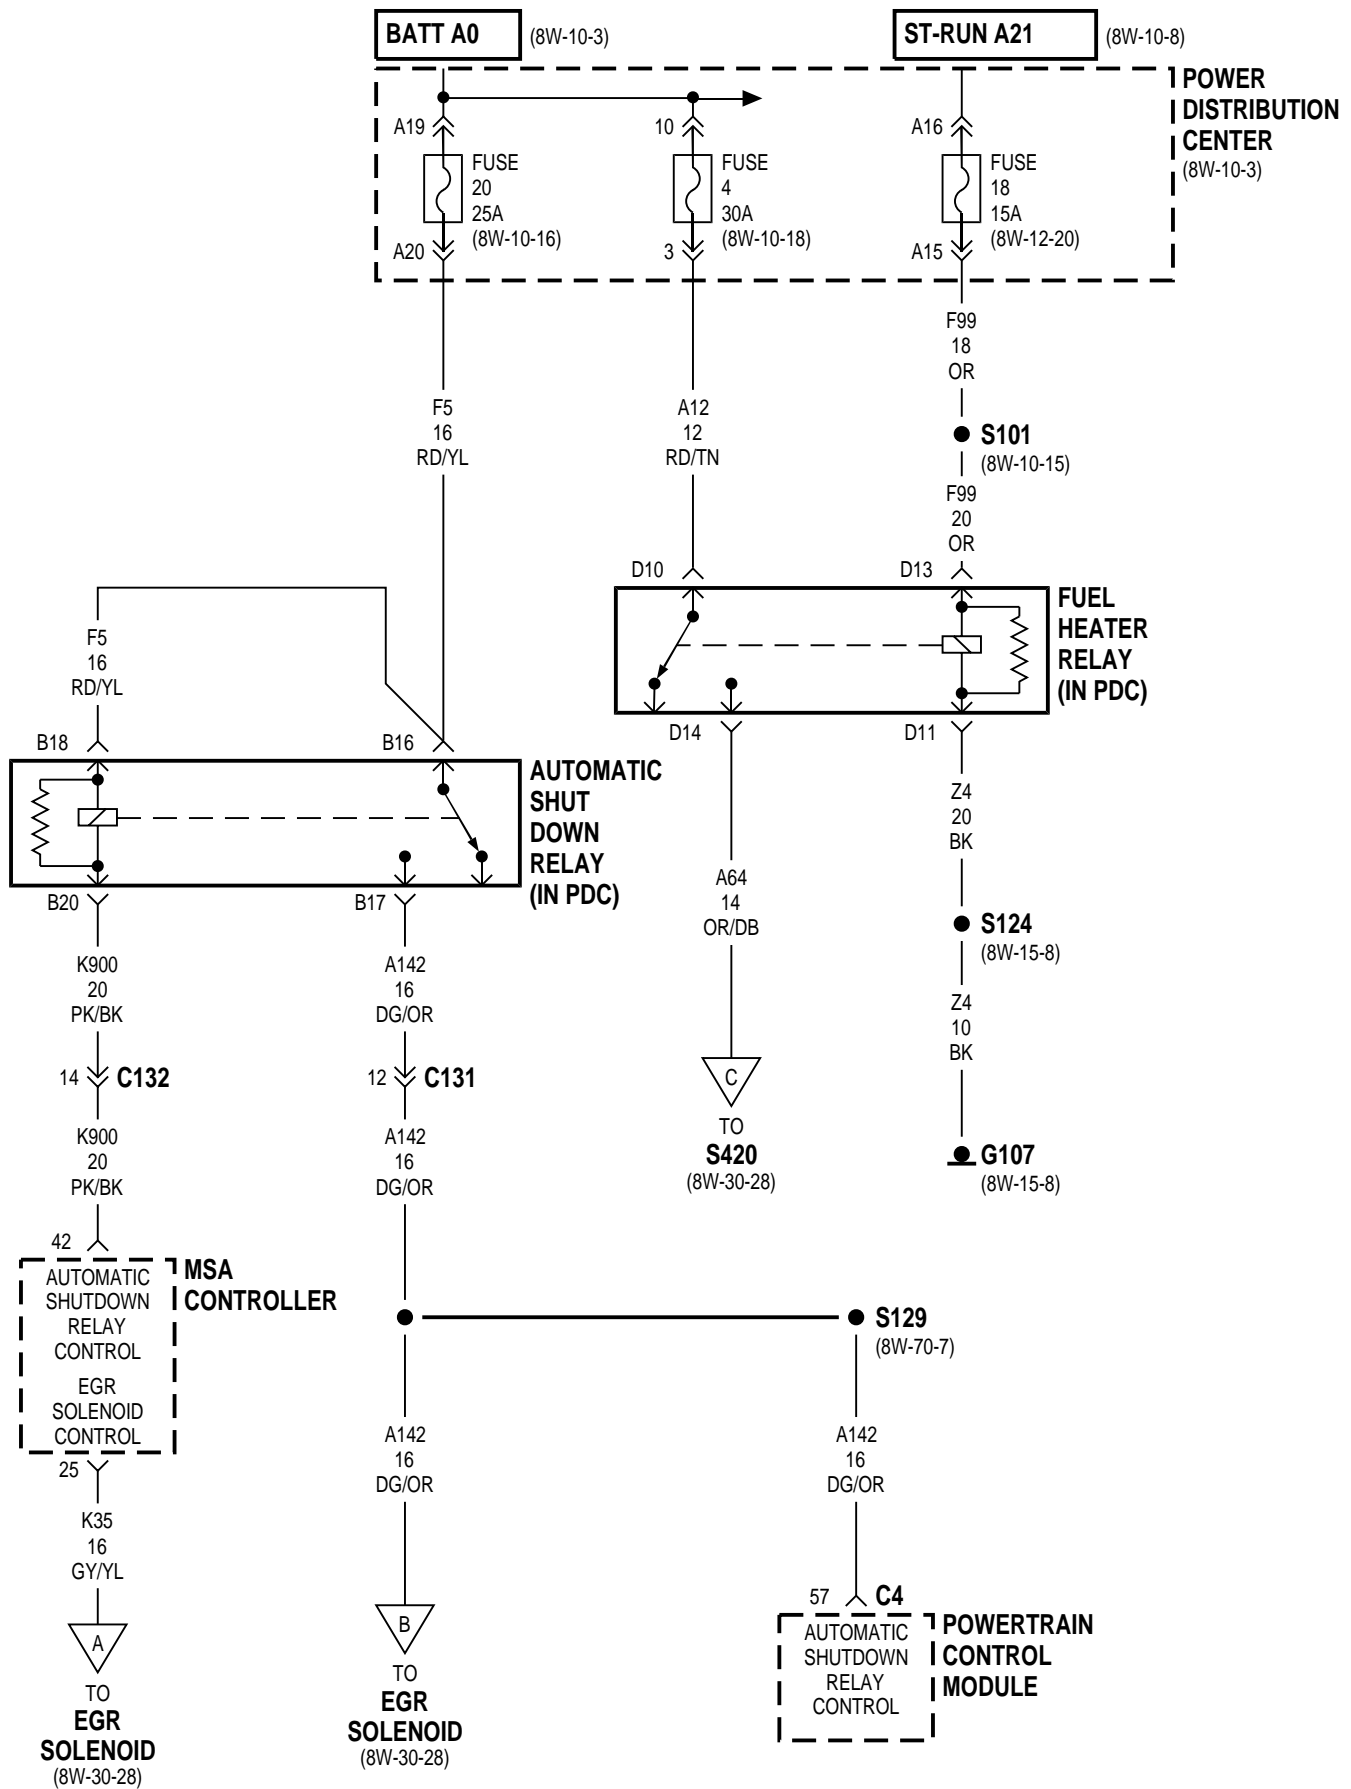 BATT A0
(8W-10-3)
ST-RUN A21
(8W-10-8)
POWER
DISTRIBUTION
CENTER
(8W-10-3)
A19
FUSE
20
25A
(8W-10-16)
A20
10
FUSE
4
30A
(8W-10-18)
3
A16
FUSE
18
15A
(8W-12-20)
A15
F99
18
OR
F5
16
RD/YL
A12
12
RD/TN
S101
(8W-10-15)
F99
20
OR
D10
D13
FUEL
HEATER
RELAY
(IN PDC)
F5
16
RD/YL
D14
D11
B18
B16
AUTOMATIC
SHUT
DOWN
RELAY
(IN PDC)
Z4
20
BK
A64
14
OR/DB
B20
B17
S124
(8W-15-8)
K900
20
PK/BK
A142
16
DG/OR
Z4
10
BK
14
C132
12
C131
C
TO
S420
(8W-30-28)
K900
20
PK/BK
A142
16
DG/OR
G107
(8W-15-8)
42
MSA
CONTROLLER
AUTOMATIC
SHUTDOWN
RELAY
CONTROL
EGR
SOLENOID
CONTROL
25
S129
(8W-70-7)
A142
16
DG/OR
A142
16
DG/OR
K35
16
GY/YL
57
C4
AUTOMATIC
SHUTDOWN
RELAY
CONTROL
POWERTRAIN
CONTROL
MODULE
A
TO
EGR
SOLENOID
(8W-30-28)
B
TO
EGR
SOLENOID
(8W-30-28)